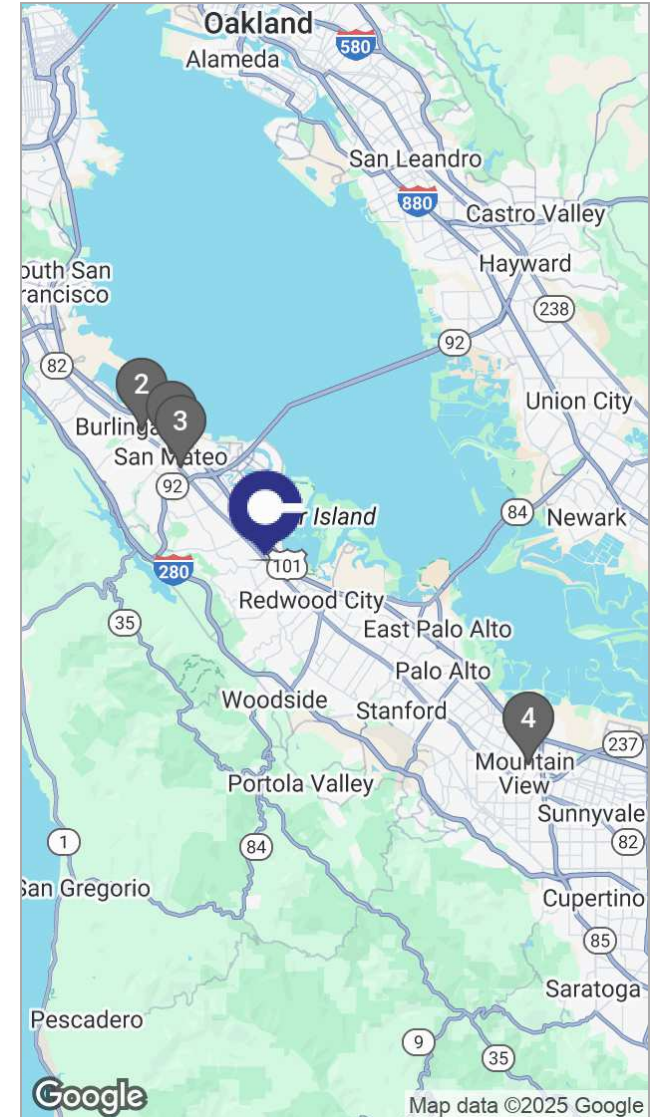 Oakland
580
Alameda
San Leandro
880
Castro Valley
Hayward
outh San
rancisco
238
92
82
2
Union City
Burlinga
3
San Mateo
92
84
Newark
r Island
101
280
Redwood City
35
East Palo Alto
Palo Alto
Woodside
Stanford
4
237
Mountain
View
Portola Valley
Sunnyvale
82
1
84
San Gregorio
Cupertino
85
Saratoga
Pescadero
9
35
Google
Map data ©2025 Google